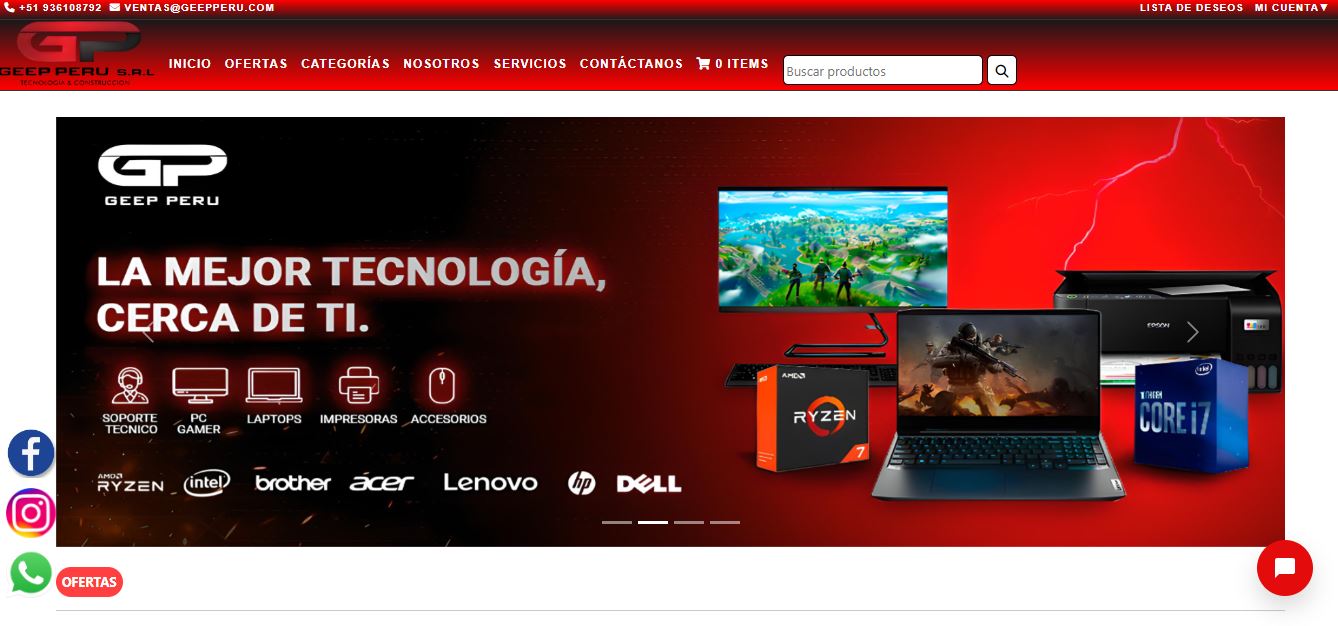 +51 936108792 VENTAS@GEEPPERU.COM
LISTA DE DESEOS MI CUENTA▼
GP
GEEP PERU S.R.L
TECNOLOGIA & CONSTRUCCION
INICIO OFERTAS CATEGORÍAS NOSOTROS SERVICIOS CONTÁCTANOS 0 ITEMS
Buscar productos
GP
GEEP PERU
LA MEJOR TECNOLOGÍA,
CERCA DE TI.
SOPORTE
TECNICO
PC
GAMER
LAPTOPS
IMPRESORAS
ACCESORIOS
AMD
RYZEN
intel
brother
acer
Lenovo
hp
DELL
EPSON
AMD
RYZEN
7
intel
CORE i7
OFERTAS